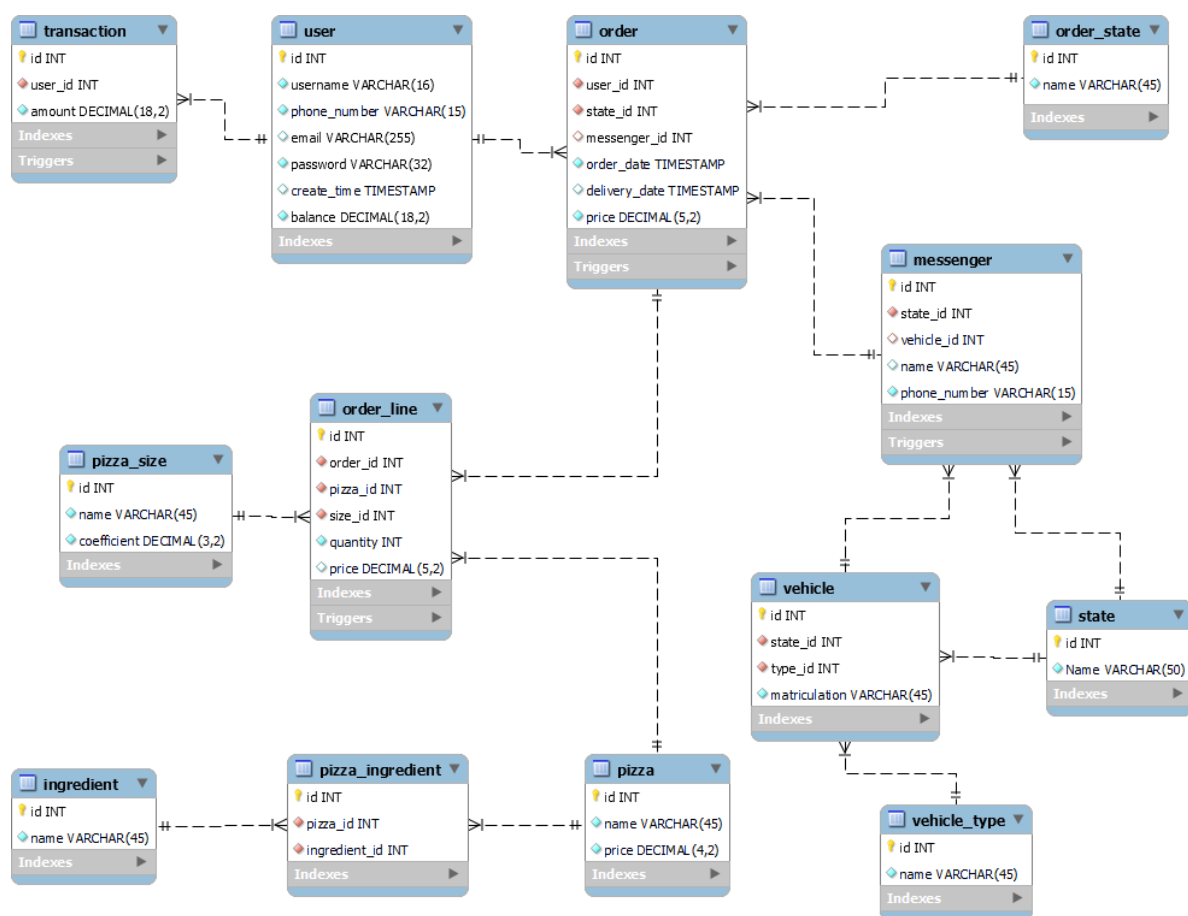 transaction
id INT
user_id INT
amount DECIMAL(18,2)
Indexes
Triggers
user
id INT
username VARCHAR(16)
phone_number VARCHAR(15)
email VARCHAR(255)
password VARCHAR(32)
create_time TIMESTAMP
balance DECIMAL(18,2)
Indexes
order
id INT
user_id INT
state_id INT
messenger_id INT
order_date TIMESTAMP
delivery_date TIMESTAMP
price DECIMAL(5,2)
Indexes
Triggers
order_state
id INT
name VARCHAR(45)
Indexes
messenger
id INT
state_id INT
vehicle_id INT
name VARCHAR(45)
phone_number VARCHAR(15)
Indexes
Triggers
order_line
id INT
order_id INT
pizza_id INT
size_id INT
quantity INT
price DECIMAL(5,2)
Indexes
Triggers
pizza_size
id INT
name VARCHAR(45)
coefficient DECIMAL(3,2)
Indexes
vehicle
id INT
state_id INT
type_id INT
matriculation VARCHAR(45)
Indexes
state
id INT
Name VARCHAR(50)
Indexes
ingredient
id INT
name VARCHAR(45)
Indexes
pizza_ingredient
id INT
pizza_id INT
ingredient_id INT
Indexes
pizza
id INT
name VARCHAR(45)
price DECIMAL(4,2)
Indexes
vehicle_type
id INT
name VARCHAR(45)
Indexes